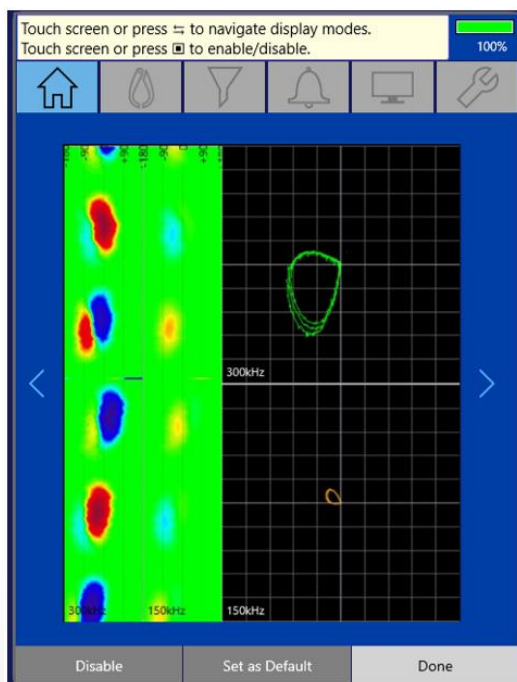 Touch screen or press ⇆ to navigate display modes.
Touch screen or press ▣ to enable/disable.
100%
300kHz
300kHz
150kHz
150kHz
Disable
Set as Default
Done